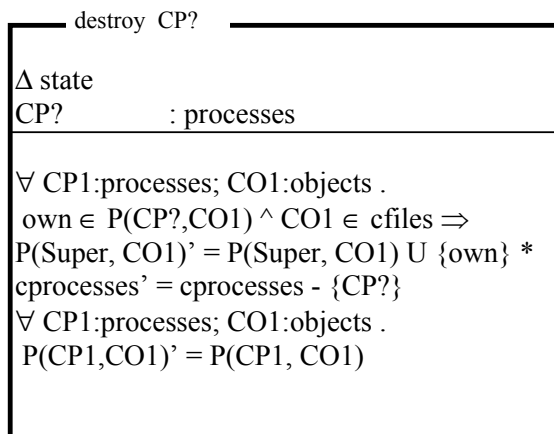 destroy CP?
Δ state
CP? : processes
∀ CP1:processes; CO1:objects .
own ∈ P(CP?,CO1) ^ CO1 ∈ cfiles ⇒
P(Super, CO1)’ = P(Super, CO1) U {own} *
cprocesses’ = cprocesses - {CP?}
∀ CP1:processes; CO1:objects .
P(CP1,CO1)’ = P(CP1, CO1)